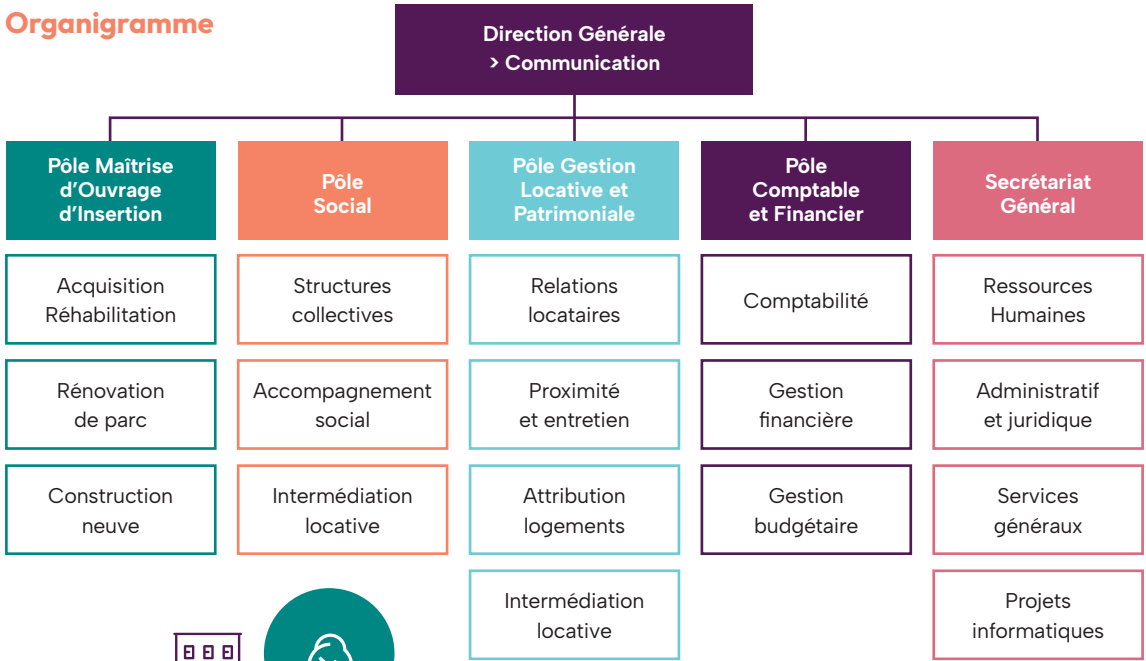 Organigramme
Direction Générale
> Communication
Pôle Maîtrise
d’Ouvrage
d’Insertion
Pôle
Social
Pôle Gestion
Locative et
Patrimoniale
Pôle
Comptable
et Financier
Secrétariat
Général
Acquisition
Réhabilitation
Structures
collectives
Relations
locataires
Comptabilité
Ressources
Humaines
Rénovation
de parc
Accompagnement
social
Proximité
et entretien
Gestion
financière
Administratif
et juridique
Construction
neuve
Intermédiation
locative
Attribution
logements
Gestion
budgétaire
Services
généraux
Intermédiation
locative
Projets
informatiques